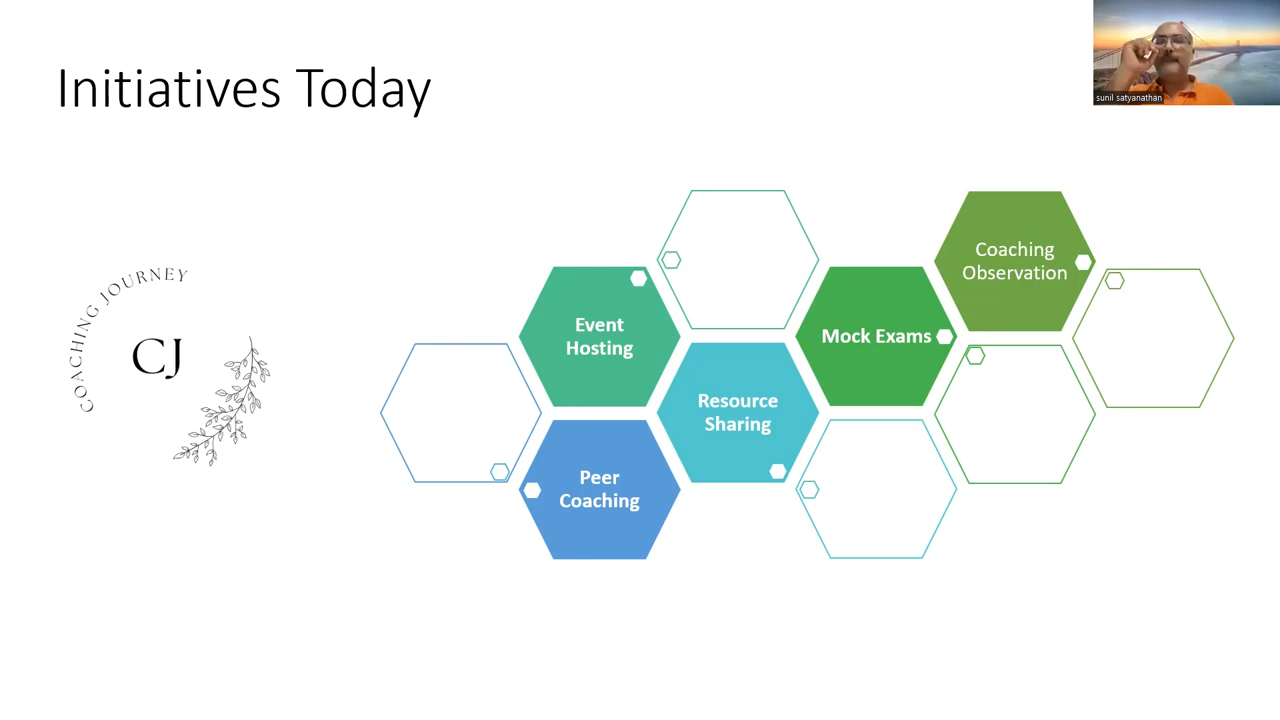 Initiatives Today
sunil satyanathan
COACHING JOURNEY
CJ
Event
Hosting
Peer
Coaching
Resource
Sharing
Mock Exams
Coaching
Observation